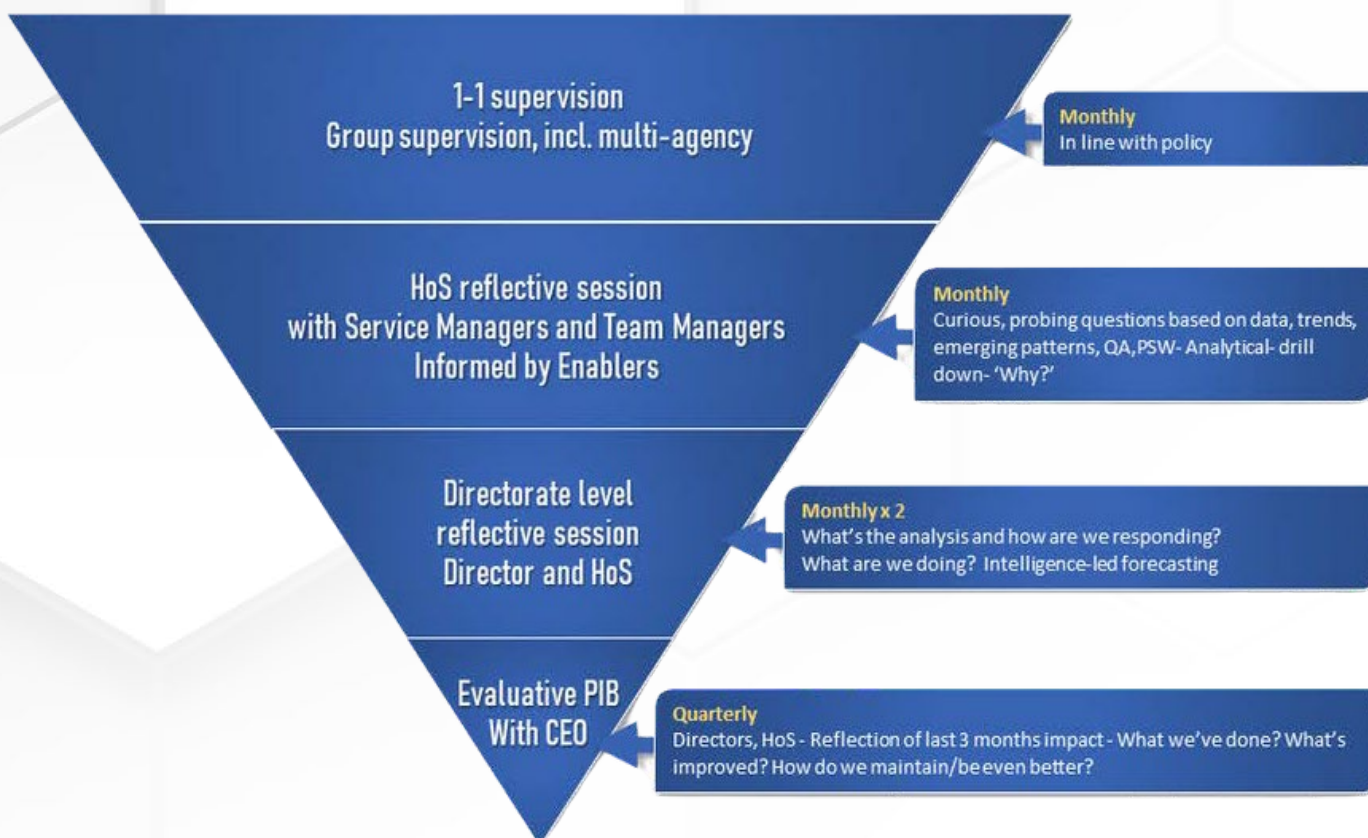 1-1 supervision
Group supervision, incl. multi-agency
Monthly
In line with policy
HoS reflective session
with Service Managers and Team Managers
Informed by Enablers
Monthly
Curious, probing questions based on data, trends,
emerging patterns, QA,PSW- Analytical- drill
down- ‘Why?’
Directorate level
reflective session
Director and HoS
Monthly x 2
What’s the analysis and how are we responding?
What are we doing? Intelligence-led forecasting
Evaluative PIB
With CEO
Quarterly
Directors, HoS - Reflection of last 3 months impact - What we’ve done? What’s
improved? How do we maintain/be even better?